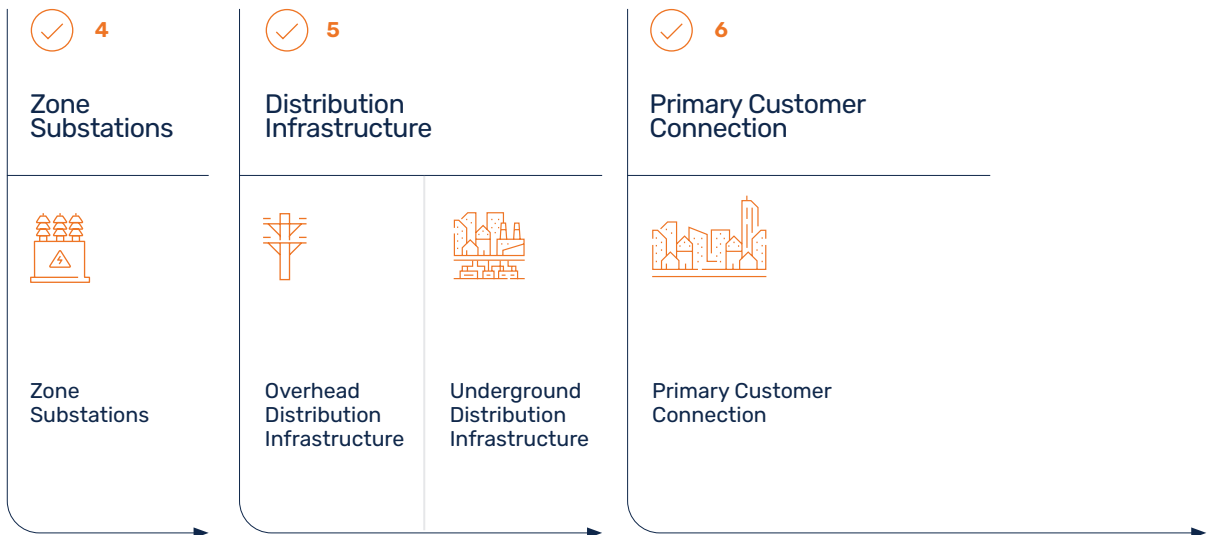 4
Zone
Substations
Zone
Substations
5
Distribution
Infrastructure
Overhead
Distribution
Infrastructure
Underground
Distribution
Infrastructure
6
Primary Customer
Connection
Primary Customer
Connection